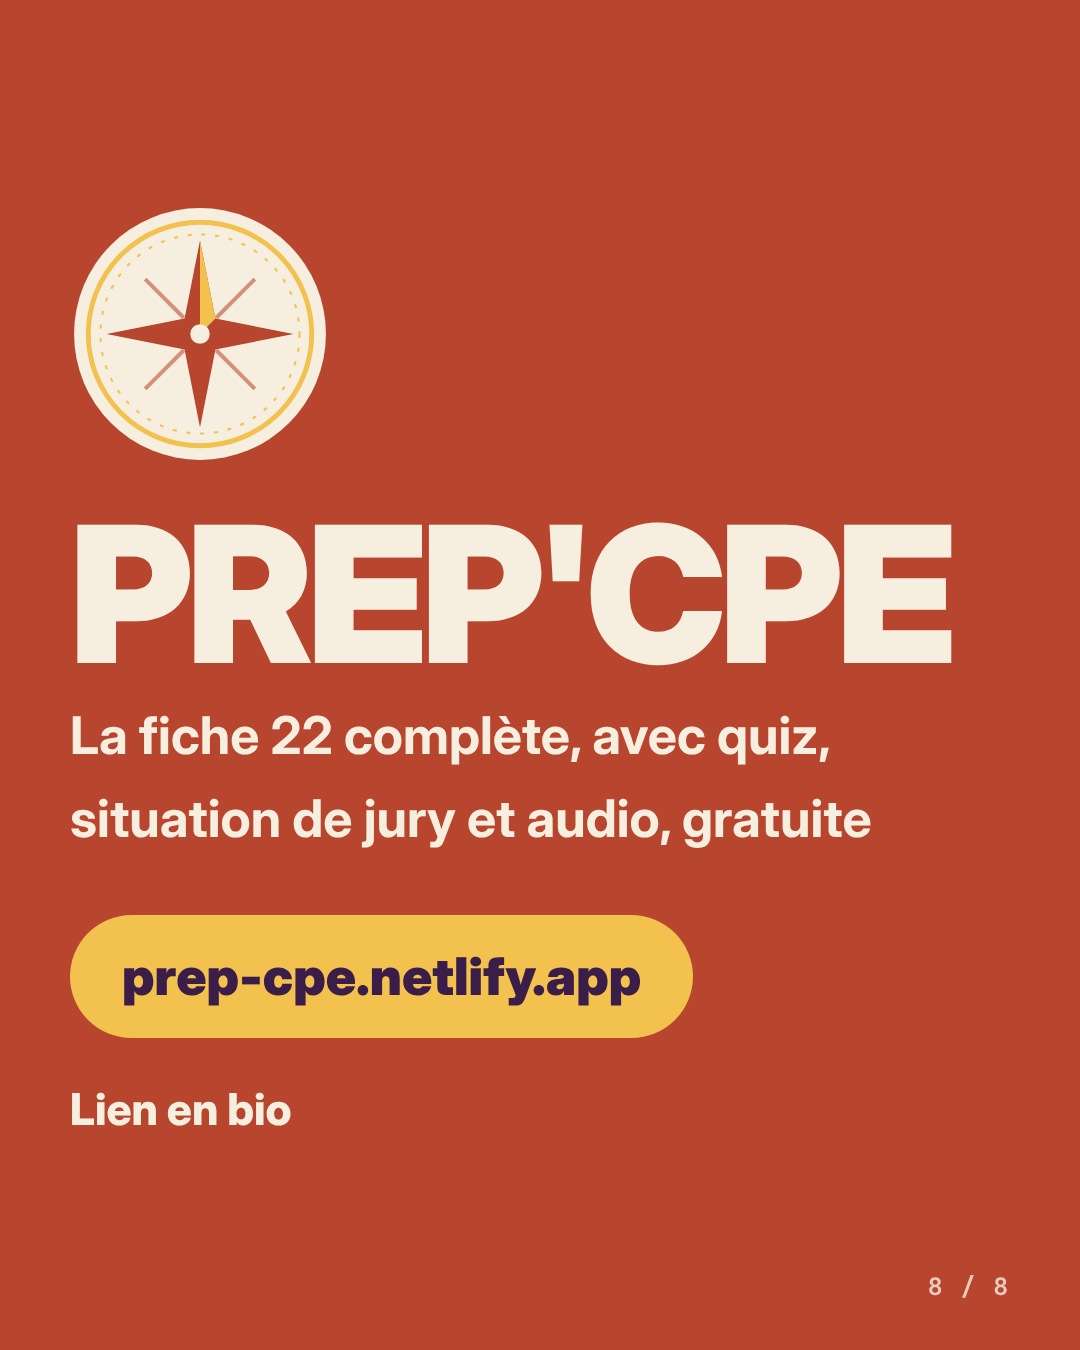 PREP'CPE
La fiche 22 complète, avec quiz,
situation de jury et audio, gratuite
prep-cpe.netlify.app
Lien en bio
8 / 8